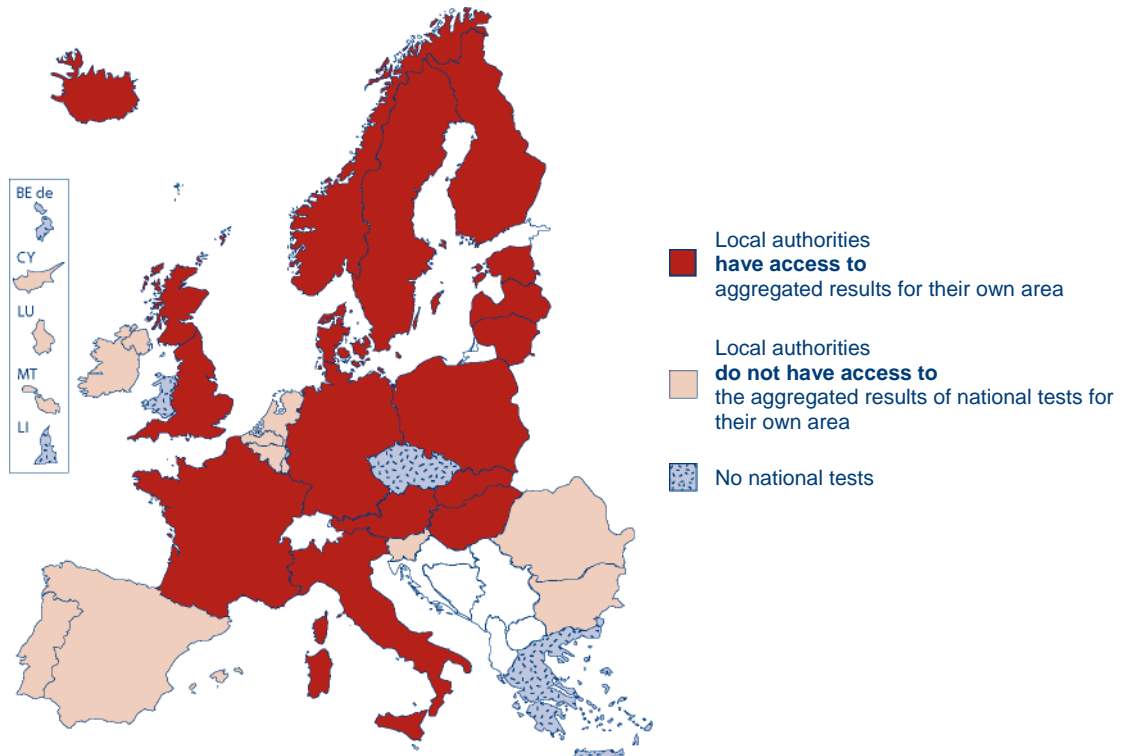 BE de
CY
LU
MT
LI
Local authorities
have access to
aggregated results for their own area
Local authorities
do not have access to
the aggregated results of national tests for
their own area
No national tests